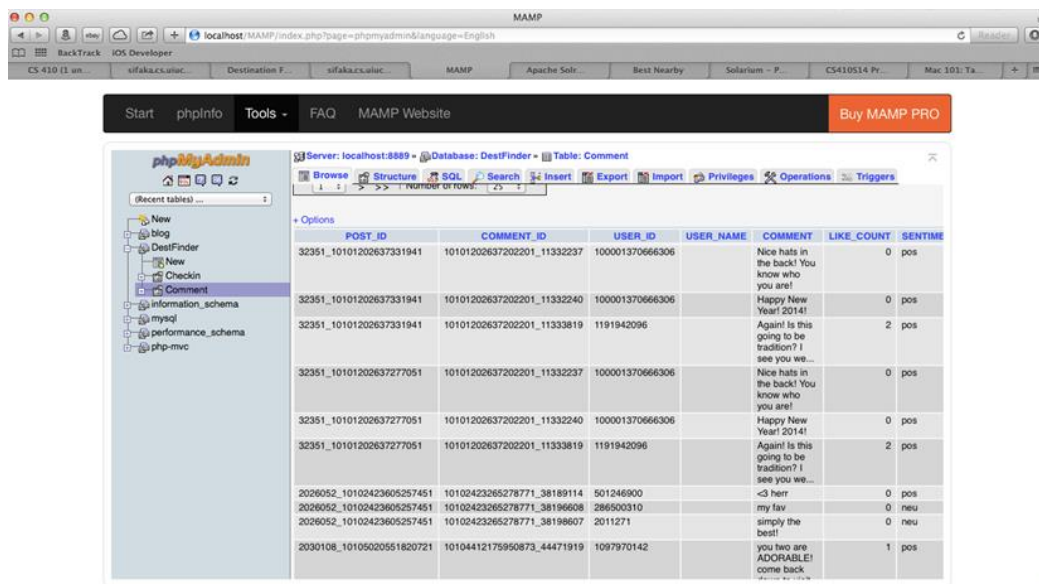 MAMP
ebay
localhost/MAMP/index.php?page=phpmyadmin&language=English
Reader
BackTrack iOS Developer
CS 410 (1 un... sifaka.cs.uiuc... Destination F... sifaka.cs.uiuc... MAMP Apache Solr... Best Nearby Solarium – P... CS410S14 Pr... Mac 101: Ta...
Start phpInfo Tools FAQ MAMP Website Buy MAMP PRO
phpMyAdmin
(Recent tables) ...
New
blog
DestFinder
New
Checkin
Comment
information_schema
mysql
performance_schema
php-mvc
Server: localhost:8889 » Database: DestFinder » Table: Comment
Browse Structure SQL Search Insert Export Import Privileges Operations Triggers
1 > >> Number of rows: 25
+ Options
POST_ID COMMENT_ID USER_ID USER_NAME COMMENT LIKE_COUNT SENTIME
32351_10101202637331941 10101202637202201_11332237 100001370666306 Nice hats in 0 pos
the back! You
know who
you are!
32351_10101202637331941 10101202637202201_11332240 100001370666306 Happy New 0 pos
Year! 2014!
32351_10101202637331941 10101202637202201_11333819 1191942096 Again! Is this 2 pos
going to be
tradition? I
see you we...
32351_10101202637277051 10101202637202201_11332237 100001370666306 Nice hats in 0 pos
the back! You
know who
you are!
32351_10101202637277051 10101202637202201_11332240 100001370666306 Happy New 0 pos
Year! 2014!
32351_10101202637277051 10101202637202201_11333819 1191942096 Again! Is this 2 pos
going to be
tradition? I
see you we...
2026052_10102423605257451 10102423265278771_38189114 501246900 <3 herr 0 pos
2026052_10102423605257451 10102423265278771_38196608 286500310 my fav 0 neu
2026052_10102423605257451 10102423265278771_38198607 2011271 simply the 0 neu
best!
2030108_10105020551820721 10104412175950873_44471919 1097970142 you two are 1 pos
ADORABLE!
come back